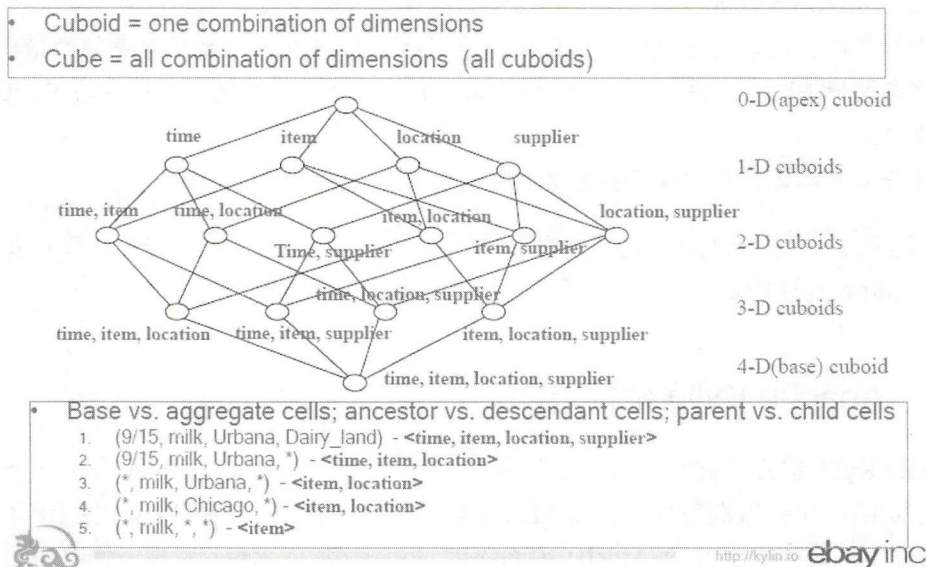 • Cuboid = one combination of dimensions
• Cube = all combination of dimensions (all cuboids)
0-D(apex) cuboid
time
item
location
supplier
1-D cuboids
time, item
time, location
item, location
location, supplier
Time, supplier
item, supplier
2-D cuboids
time, location, supplier
3-D cuboids
time, item, location
time, item, supplier
item, location, supplier
4-D(base) cuboid
time, item, location, supplier
• Base vs. aggregate cells; ancestor vs. descendant cells; parent vs. child cells
1. (9/15, milk, Urbana, Dairy_land) - <time, item, location, supplier>
2. (9/15, milk, Urbana, *) - <time, item, location>
3. (*, milk, Urbana, *) - <item, location>
4. (*, milk, Chicago, *) - <item, location>
5. (*, milk, *, *) - <item>
http://kylin.io ebay inc